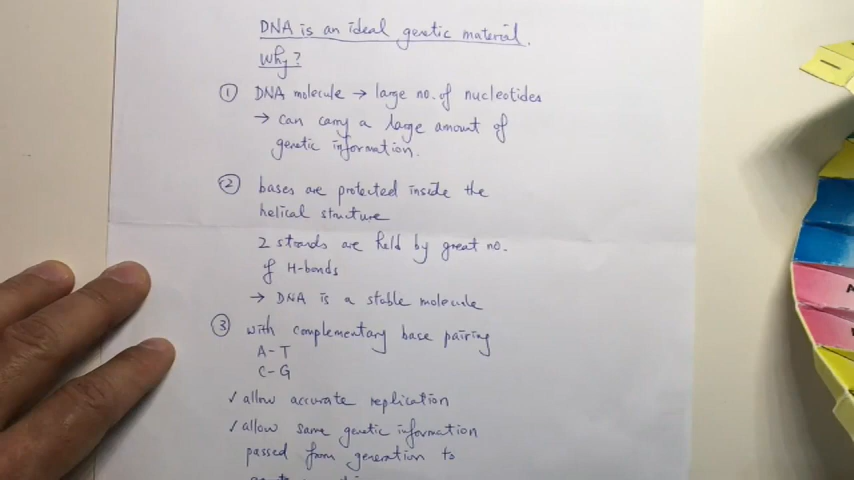 DNA is an ideal genetic material.
Why?
① DNA molecule → large no. of nucleotides
→ can carry a large amount of
genetic information.
② bases are protected inside the
helical structure
2 strands are held by great no.
of H-bonds
→ DNA is a stable molecule
③ with complementary base pairing
A-T
C-G
✓ allow accurate replication
✓ allow same genetic information
passed from generation to